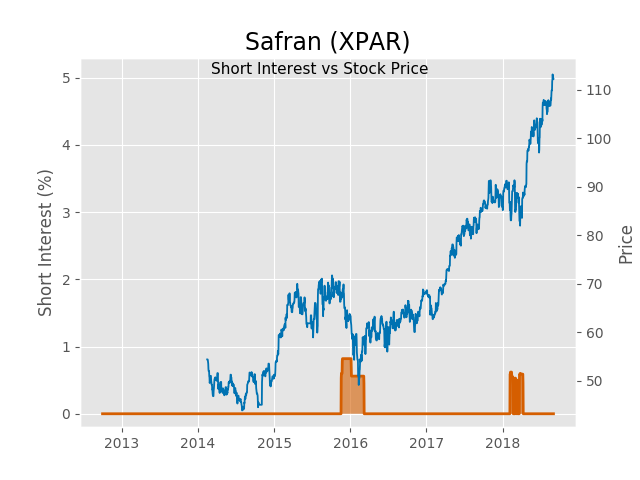 Safran (XPAR)
Short Interest vs Stock Price
Short Interest (%)
5
4
3
2
1
0
110
100
90
80
70
60
50
Price
2013 2014 2015 2016 2017 2018